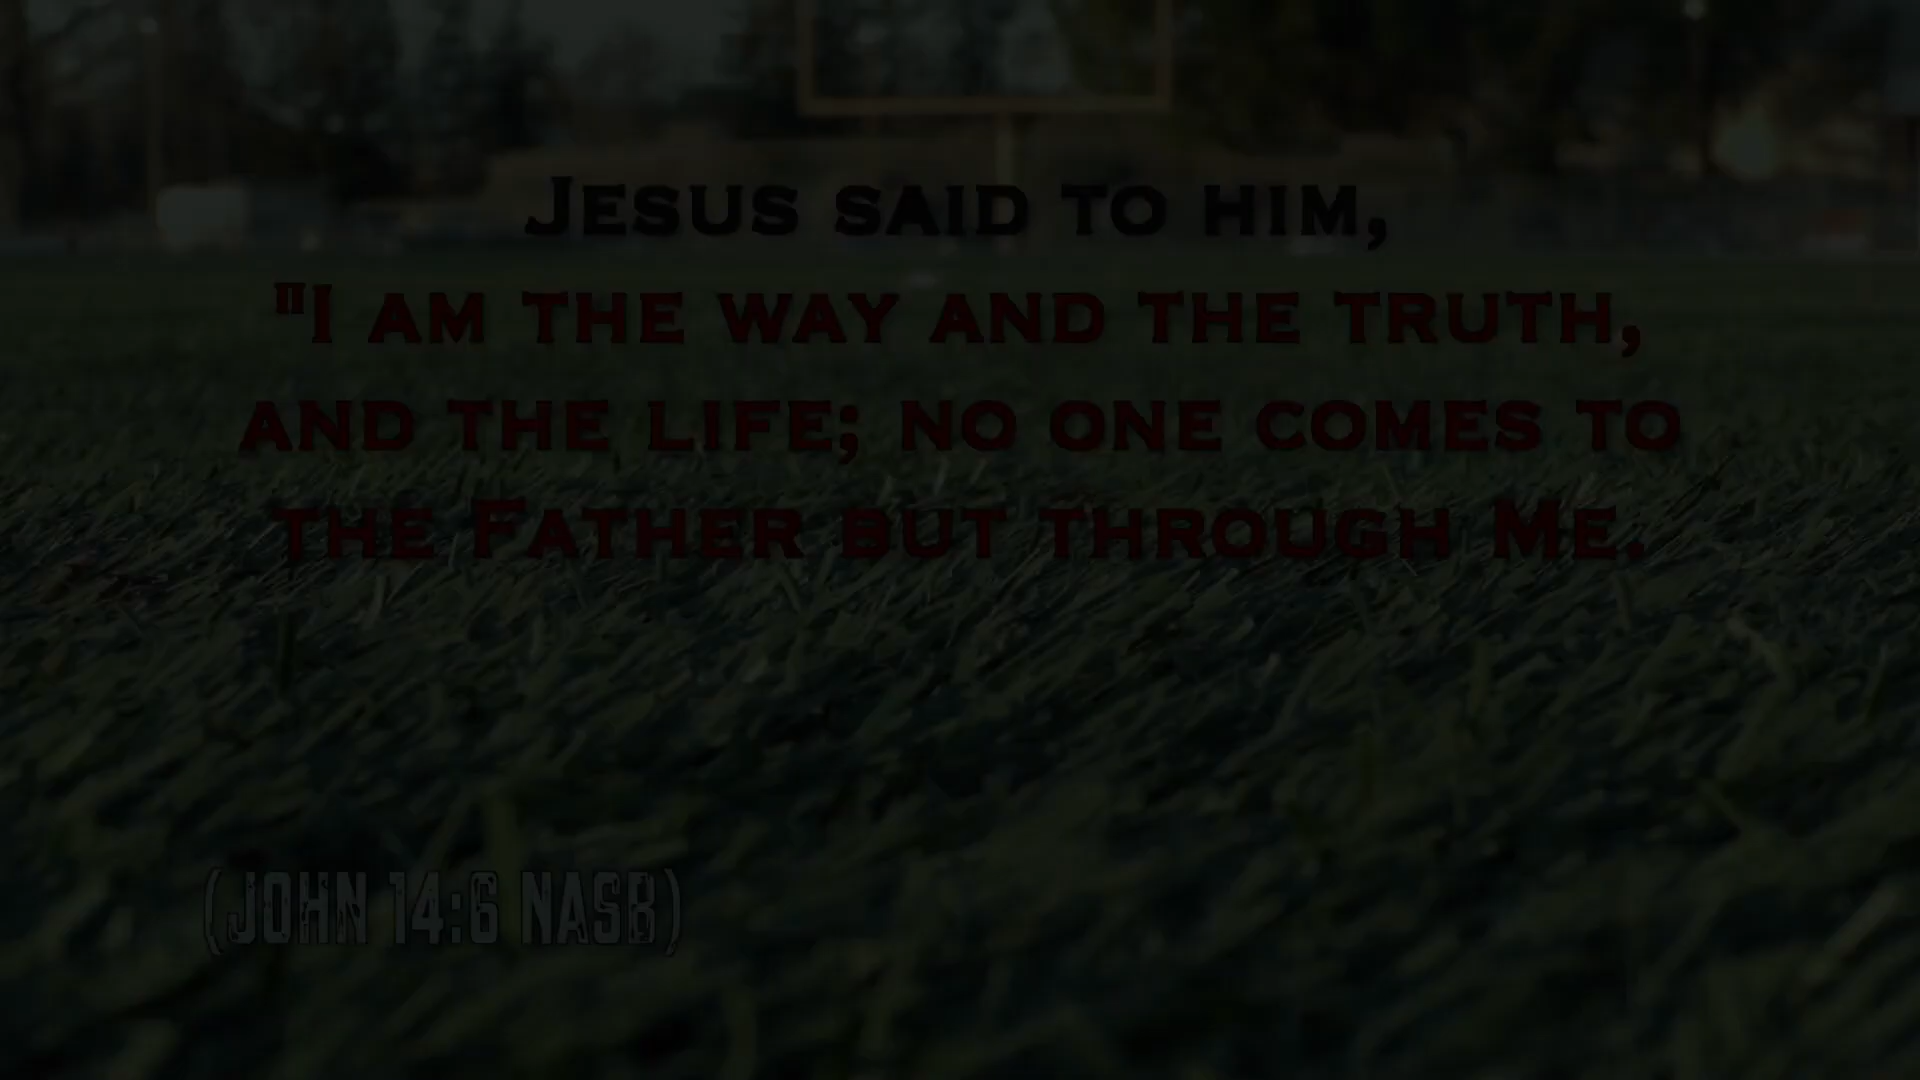 Jesus said to him,
"I am the way and the truth,
and the life; no one comes to
the Father but through Me.
(JOHN 14:6 NASB)